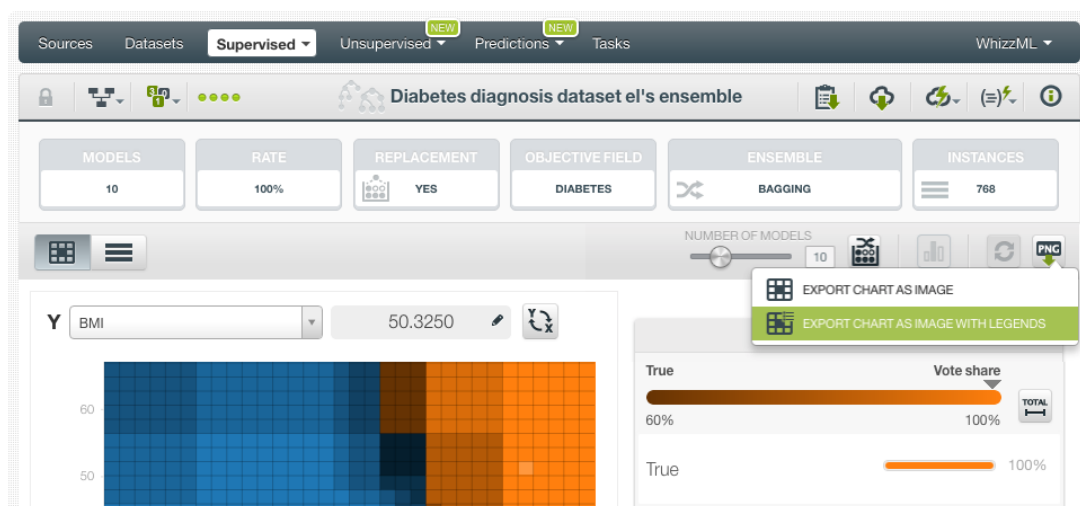 NEW NEW
Sources Datasets Supervised Unsupervised Predictions Tasks WhizzML
Diabetes diagnosis dataset el's ensemble
MODELS RATE REPLACEMENT OBJECTIVE FIELD ENSEMBLE INSTANCES
10 100% YES DIABETES BAGGING 768
NUMBER OF MODELS
10 PNG
EXPORT CHART AS IMAGE
EXPORT CHART AS IMAGE WITH LEGENDS
Y BMI 50.3250 Y X
True Vote share
TOTAL
60% 100%
60
True 100%
50